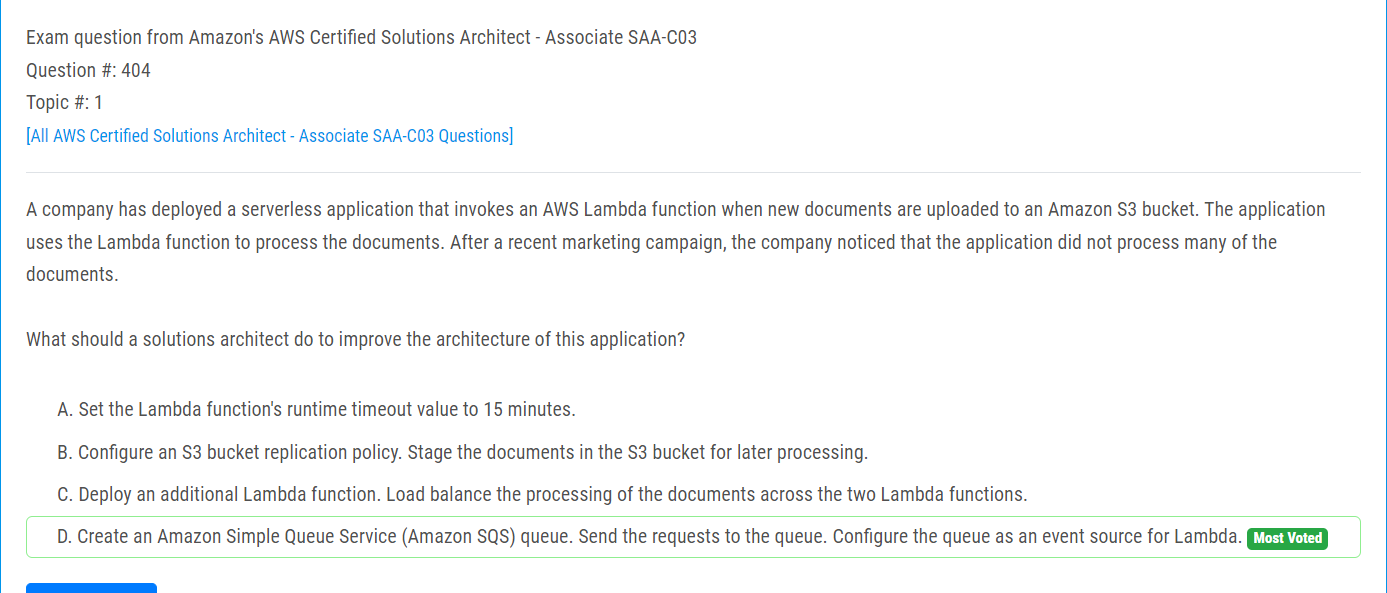 Exam question from Amazon's AWS Certified Solutions Architect - Associate SAA-C03
Question #: 404
Topic #: 1
[All AWS Certified Solutions Architect - Associate SAA-C03 Questions]
A company has deployed a serverless application that invokes an AWS Lambda function when new documents are uploaded to an Amazon S3 bucket. The application
uses the Lambda function to process the documents. After a recent marketing campaign, the company noticed that the application did not process many of the
documents.
What should a solutions architect do to improve the architecture of this application?
A. Set the Lambda function's runtime timeout value to 15 minutes.
B. Configure an S3 bucket replication policy. Stage the documents in the S3 bucket for later processing.
C. Deploy an additional Lambda function. Load balance the processing of the documents across the two Lambda functions.
D. Create an Amazon Simple Queue Service (Amazon SQS) queue. Send the requests to the queue. Configure the queue as an event source for Lambda. Most Voted